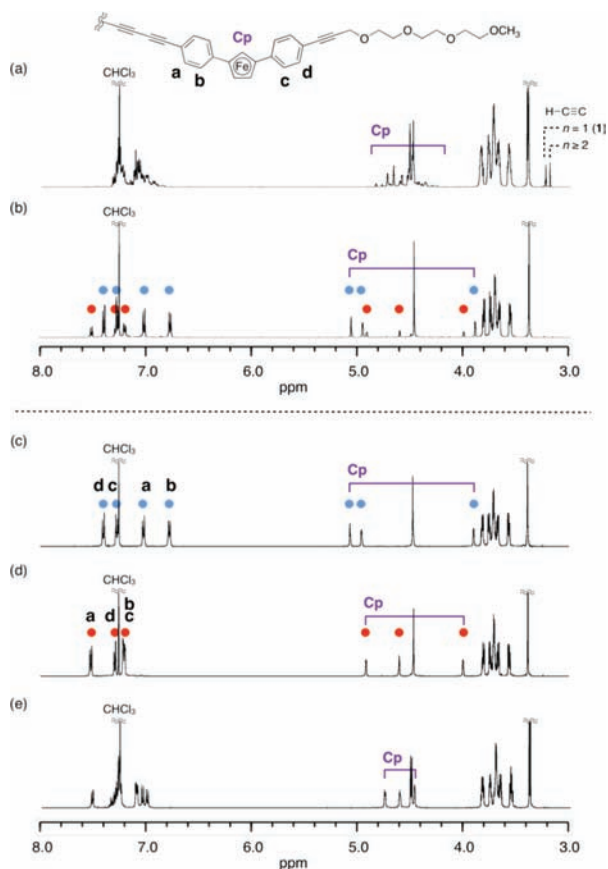 Cp
O O O OCH₃
Fe
a b c d
(a)
CHCl₃
Cp
H–C≡C
n = 1 (1)
n ≥ 2
(b)
CHCl₃
Cp
8.0 7.0 6.0 5.0 4.0 3.0
ppm
(c)
CHCl₃
d c a b
Cp
(d)
CHCl₃
b
a d c
Cp
(e)
CHCl₃
Cp
8.0 7.0 6.0 5.0 4.0 3.0
ppm